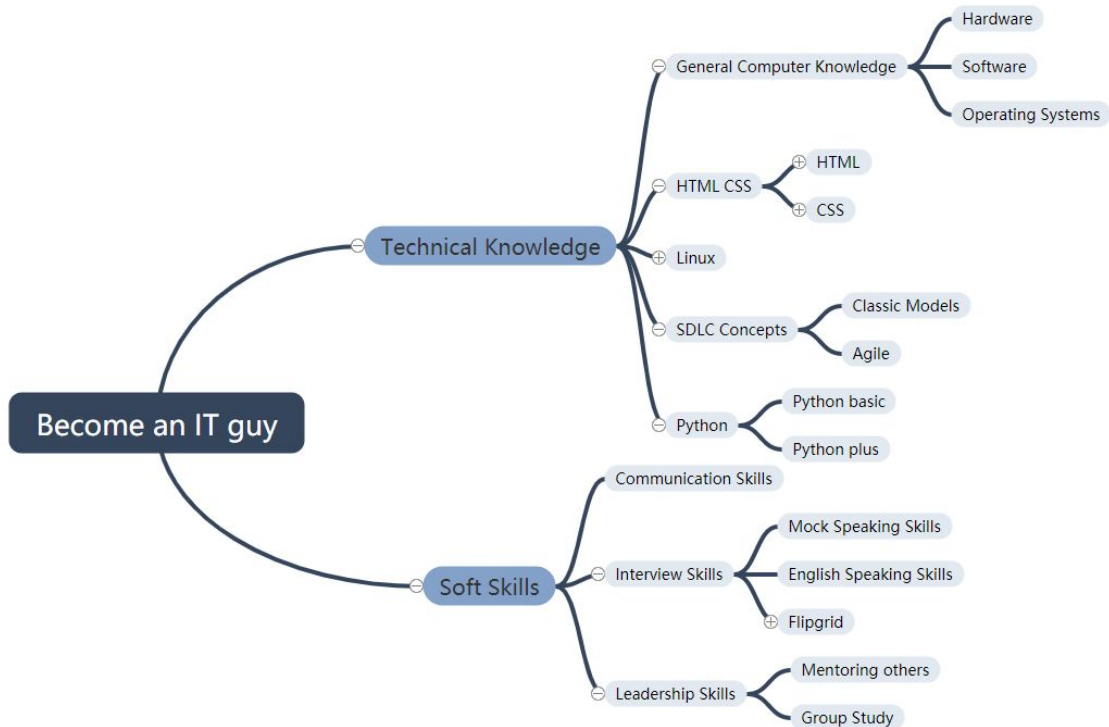 Become an IT guy
Technical Knowledge
General Computer Knowledge
Hardware
Software
Operating Systems
HTML CSS
HTML
CSS
Linux
SDLC Concepts
Classic Models
Agile
Python
Python basic
Python plus
Soft Skills
Communication Skills
Interview Skills
Mock Speaking Skills
English Speaking Skills
Flipgrid
Leadership Skills
Mentoring others
Group Study